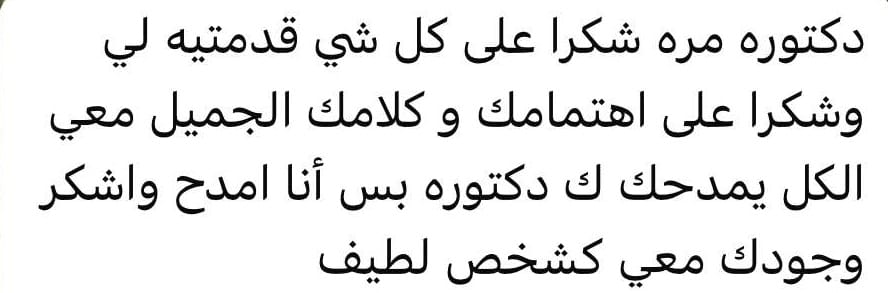 دكتوره مره شكرا على كل شي قدمتيه لي
وشكرا على اهتمامك و كلامك الجميل معي
الكل يمدحك ك دكتوره بس أنا امدح واشكر
وجودك معي كشخص لطيف